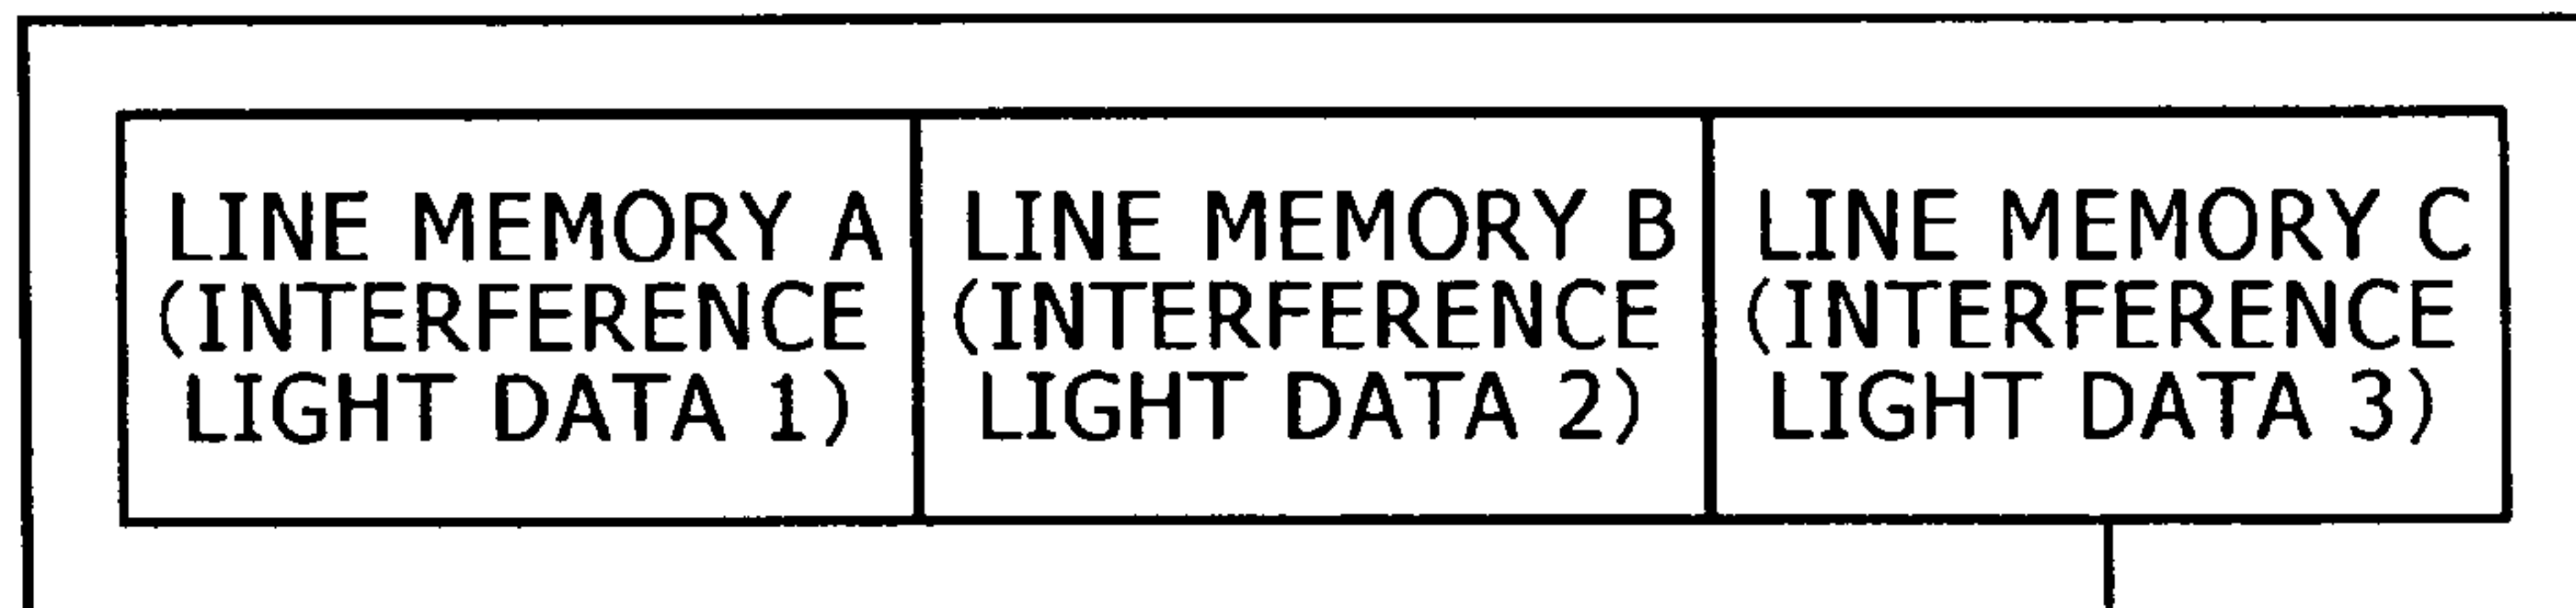 LINE MEMORY A
(INTERFERENCE
LIGHT DATA 1)
LINE MEMORY B
(INTERFERENCE
LIGHT DATA 2)
LINE MEMORY C
(INTERFERENCE
LIGHT DATA 3)